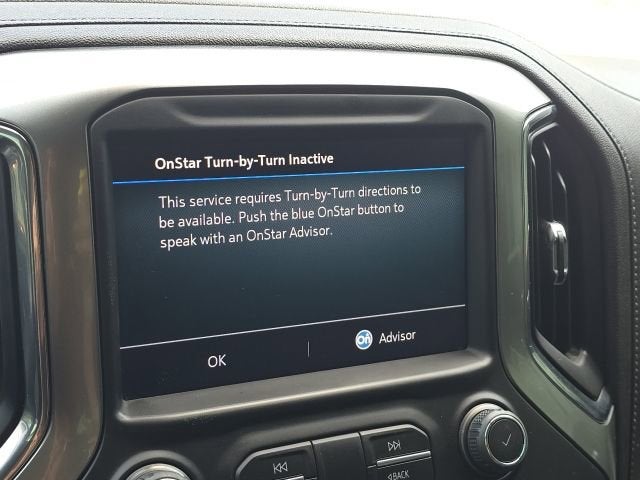 OnStar Turn-by-Turn Inactive
This service requires Turn-by-Turn directions to
be available. Push the blue OnStar button to
speak with an OnStar Advisor.
OK
On Advisor
BACK